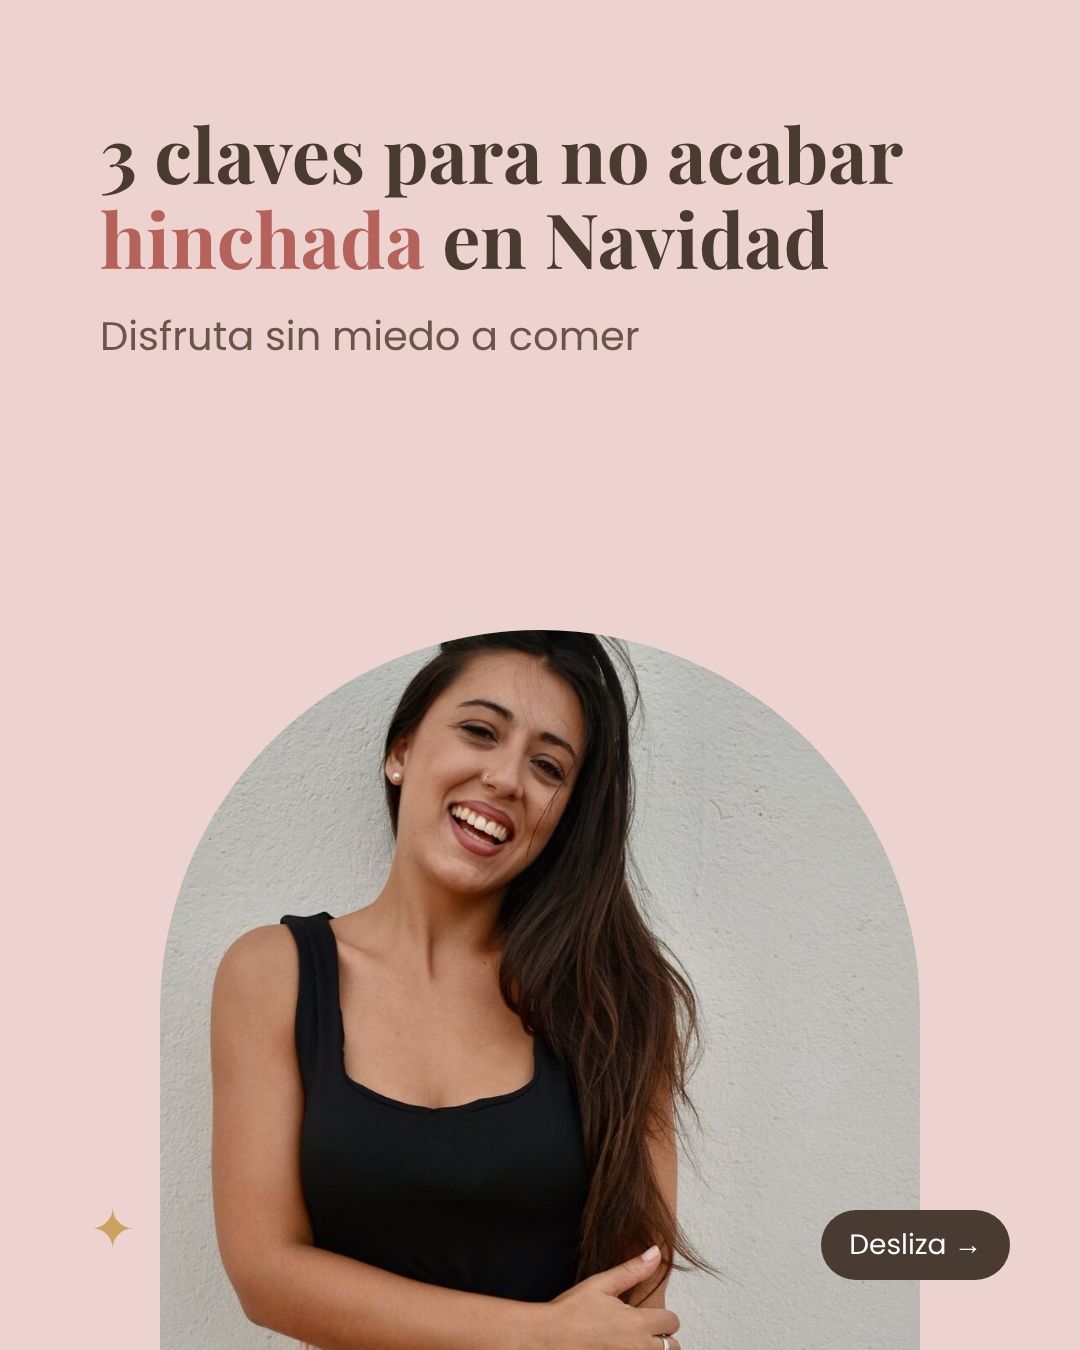 3 claves para no acabar
hinchada en Navidad
Disfruta sin miedo a comer
Desliza →